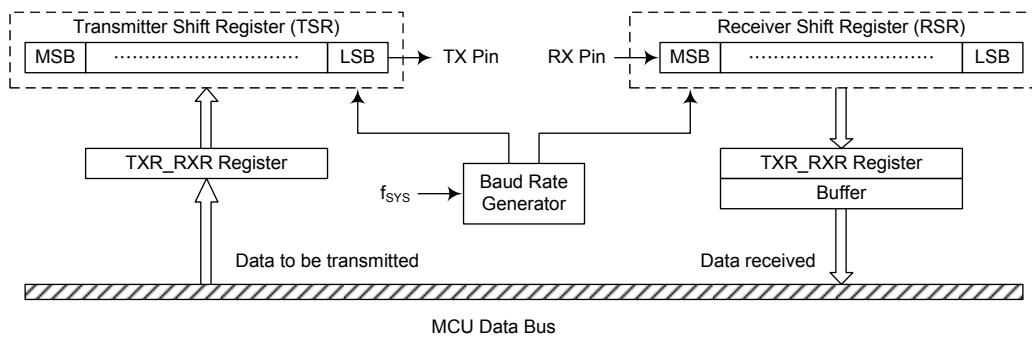 Transmitter Shift Register (TSR)
MSB
LSB
TX Pin
RX Pin
Receiver Shift Register (RSR)
MSB
LSB
TXR_RXR Register
fSYS
Baud Rate
Generator
TXR_RXR Register
Buffer
Data to be transmitted
Data received
MCU Data Bus